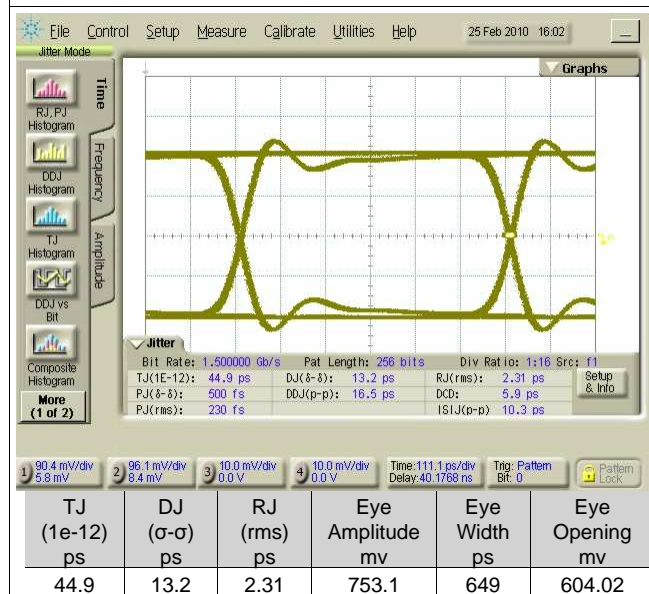 File Control Setup Measure Calibrate Utilities Help 25 Feb 2010 16:02
Jitter Mode
Graphs
RJ, PJ
Histogram
DDJ
Histogram
TJ
Histogram
DDJ vs
Bit
Composite
Histogram
More
(1 of 2)
Time
Frequency
Amplitude
Jitter
Bit Rate: 1.500000 Gb/s Pat Length: 256 bits Div Ratio: 1:16 Src: f1
TJ(1E-12): 44.9 ps DJ(δ-δ): 13.2 ps RJ(rms): 2.31 ps
PJ(δ-δ): 500 fs DDJ(p-p): 16.5 ps DCD: 5.9 ps
PJ(rms): 230 fs ISIJ(p-p) 10.3 ps
Setup
& Info
1 90.4 mV/div 2 96.1 mV/div 3 10.0 mV/div 4 10.0 mV/div Time:111.1 ps/div Trig: Pattern Pattern
5.8 mV 8.4 mV 0.0 V 0.0 V Delay:40.1768 ns Bit: 0 Lock
TJ DJ RJ Eye Eye Eye
(1e-12) (σ-σ) (rms) Amplitude Width Opening
ps ps ps mv ps mv
44.9 13.2 2.31 753.1 649 604.02